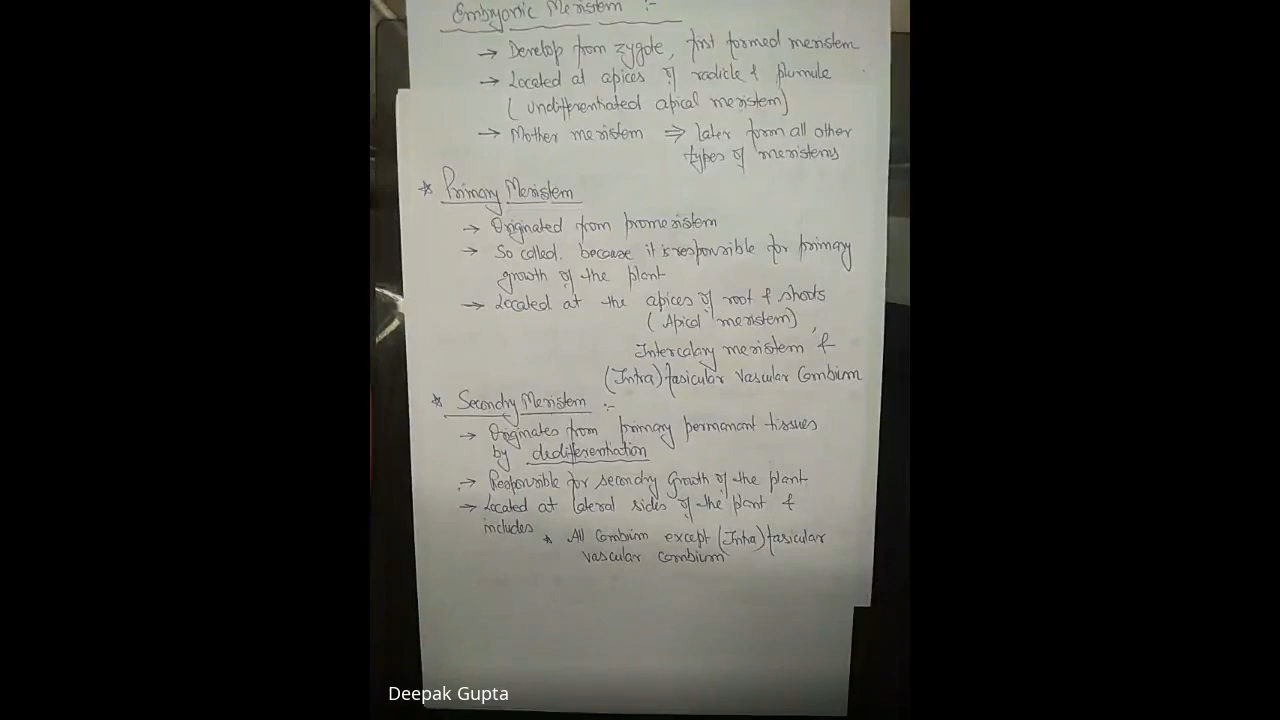 Embryonic Meristem :-
→ Develop from zygote, first formed meristem
→ Located at apices of radicle & plumule
(undifferentiated apical meristem)
→ Mother meristem ⇒ later form all other
types of meristems
* Primary Meristem
→ Originated from promeristem
→ So called, because it is responsible for primary
growth of the plant
→ Located at the apices of root & shoots
(Apical meristem),
Intercalary meristem &
(Intra) fasicular vascular Cambium
* Secondry Meristem :-
→ Originates from primary permanant tissues
by dedifferentiation
→ Responsible for secondry Growth of the plant
→ Located at lateral sides of the plant &
includes
* All Cambium except (Intra) fasicular
vascular cambium
Deepak Gupta